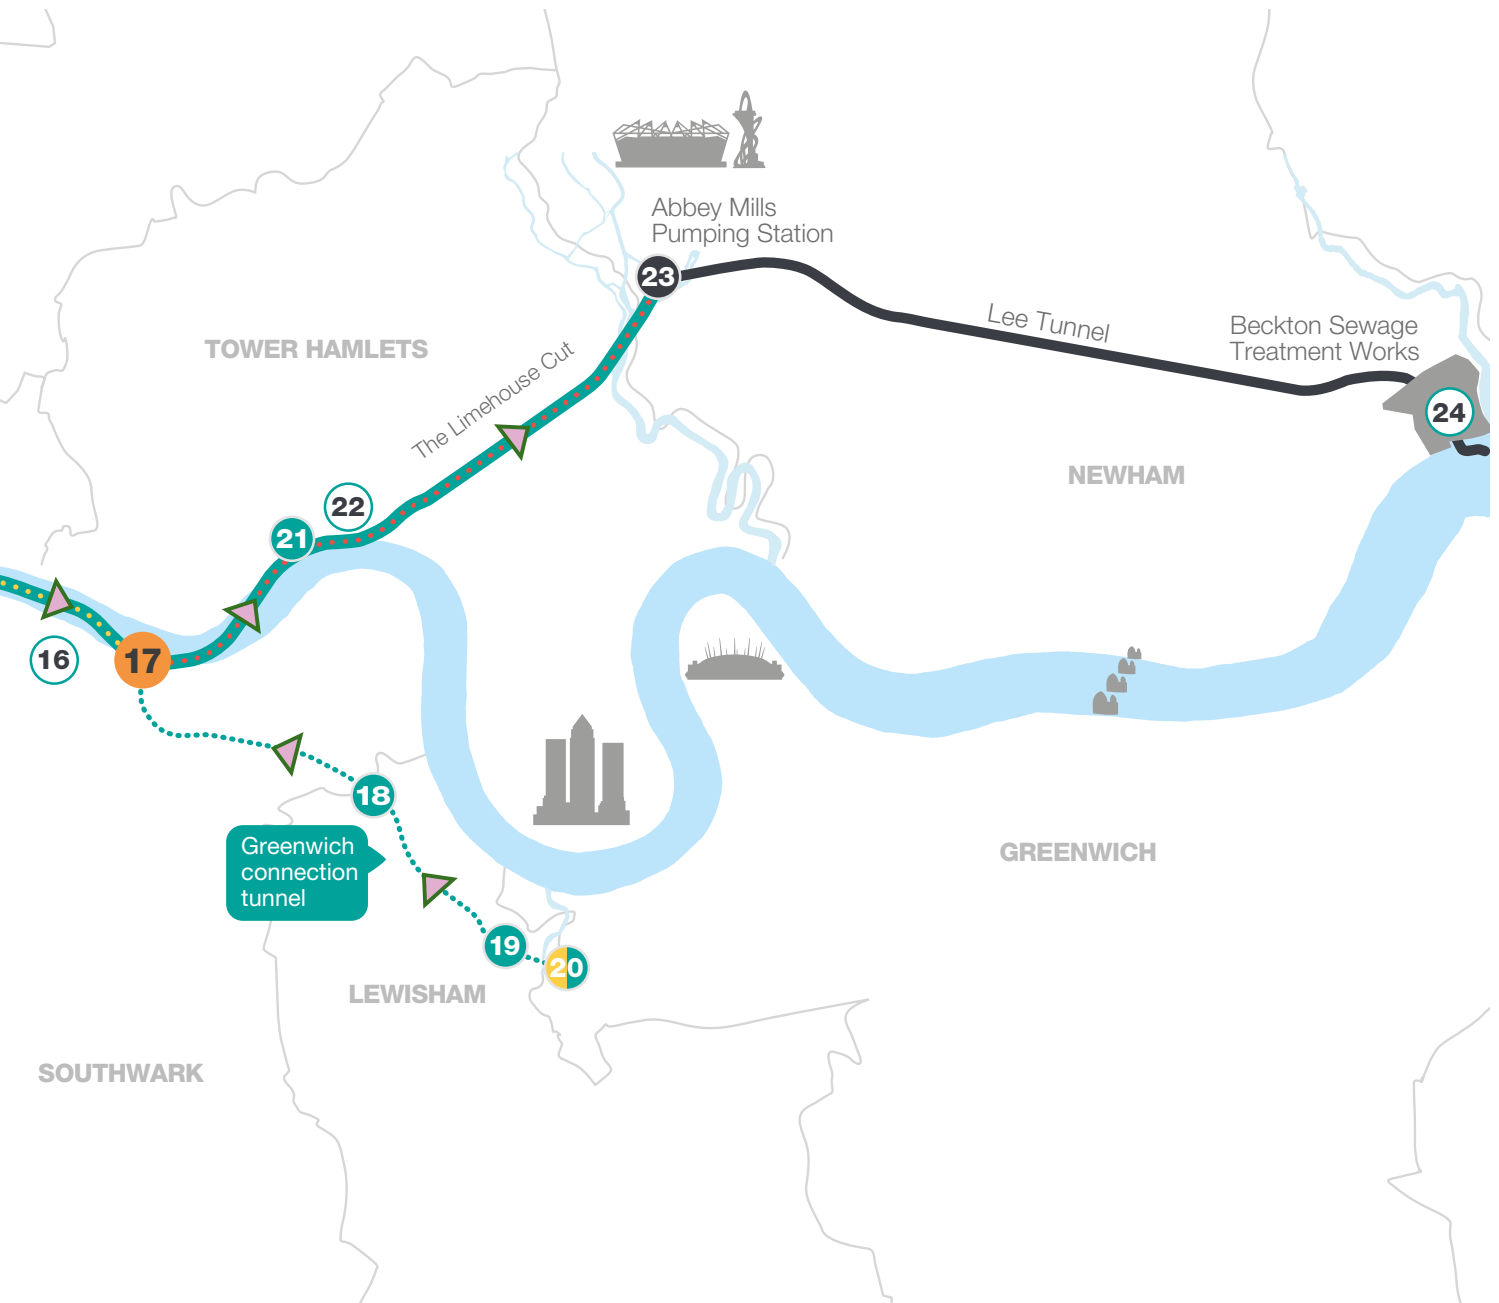 Abbey Mills
Pumping Station
23
Lee Tunnel
Beckton Sewage
Treatment Works
24
TOWER HAMLETS
The Limehouse Cut
NEWHAM
22
21
16
17
18
Greenwich
connection
tunnel
GREENWICH
19
20
LEWISHAM
SOUTHWARK